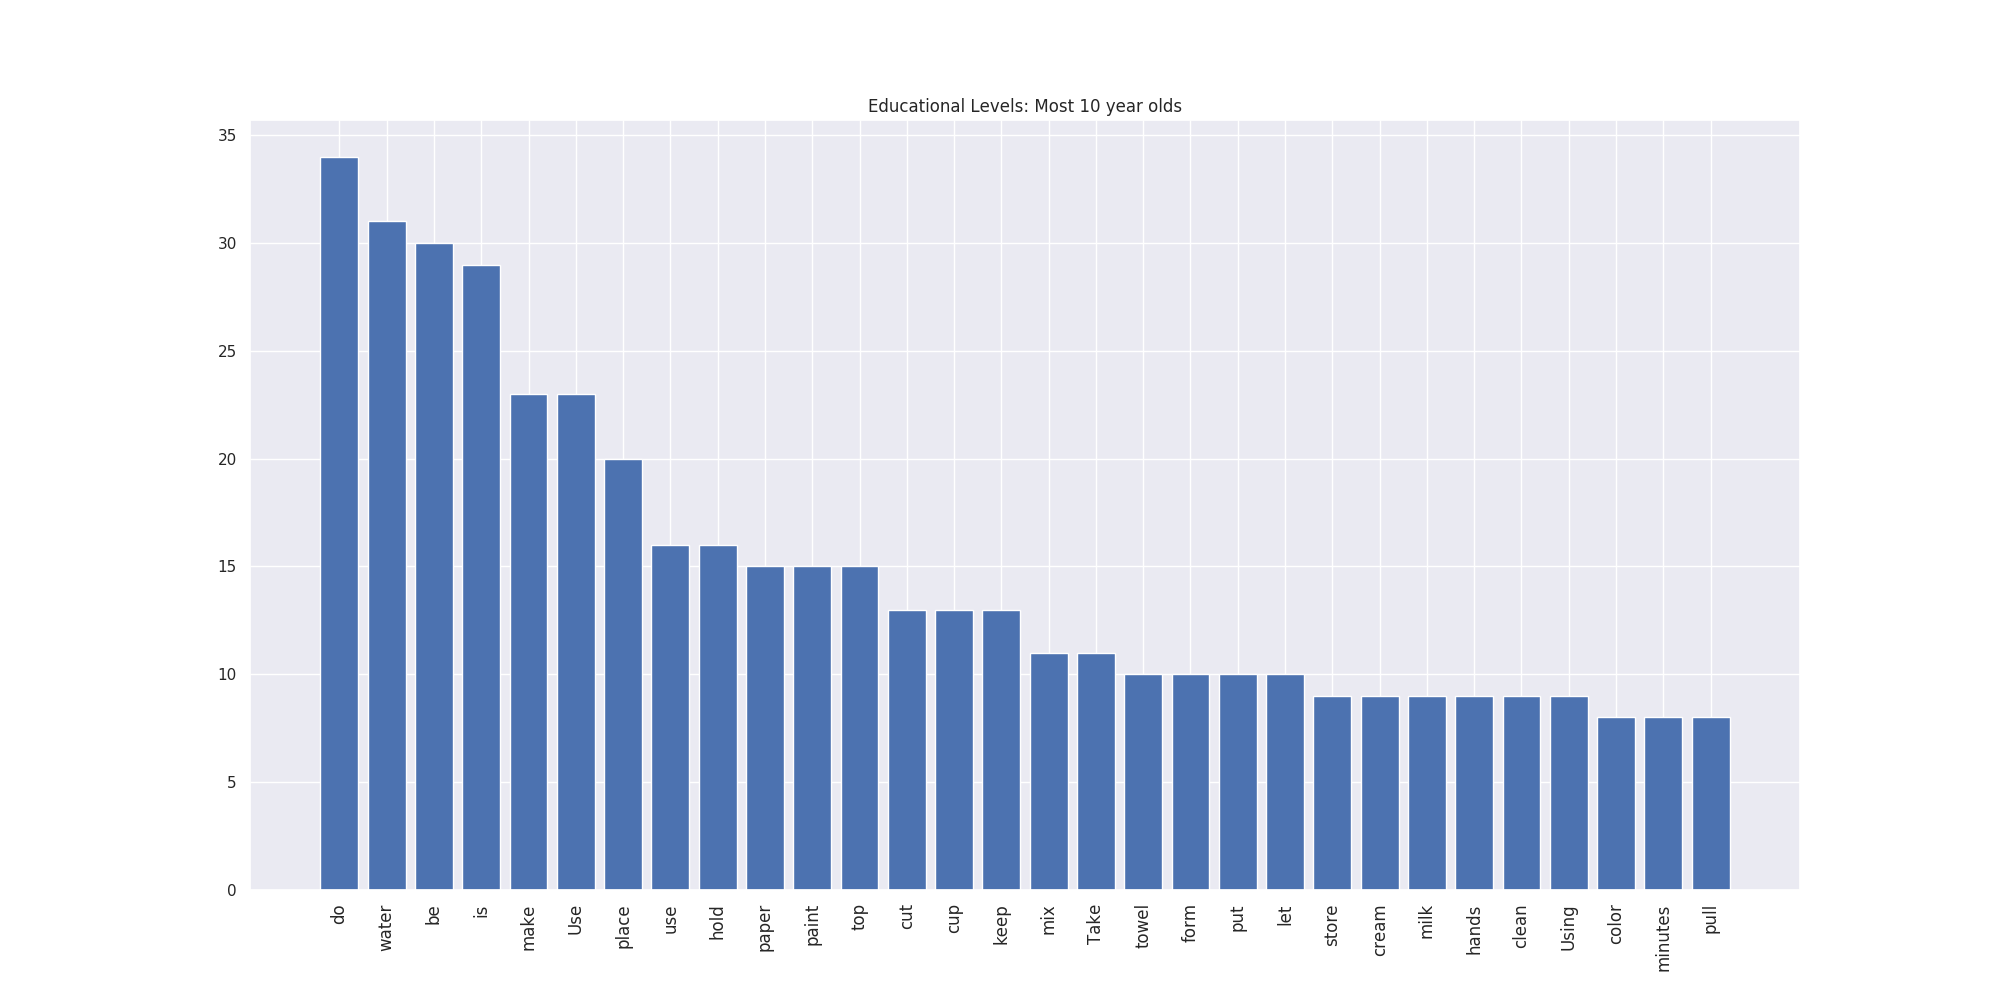 Educational Levels: Most 10 year olds
35
30
25
20
15
10
5
0
do
water
be
is
make
Use
place
use
hold
paper
paint
top
cut
cup
keep
mix
Take
towel
form
put
let
store
cream
milk
hands
clean
Using
color
minutes
pull